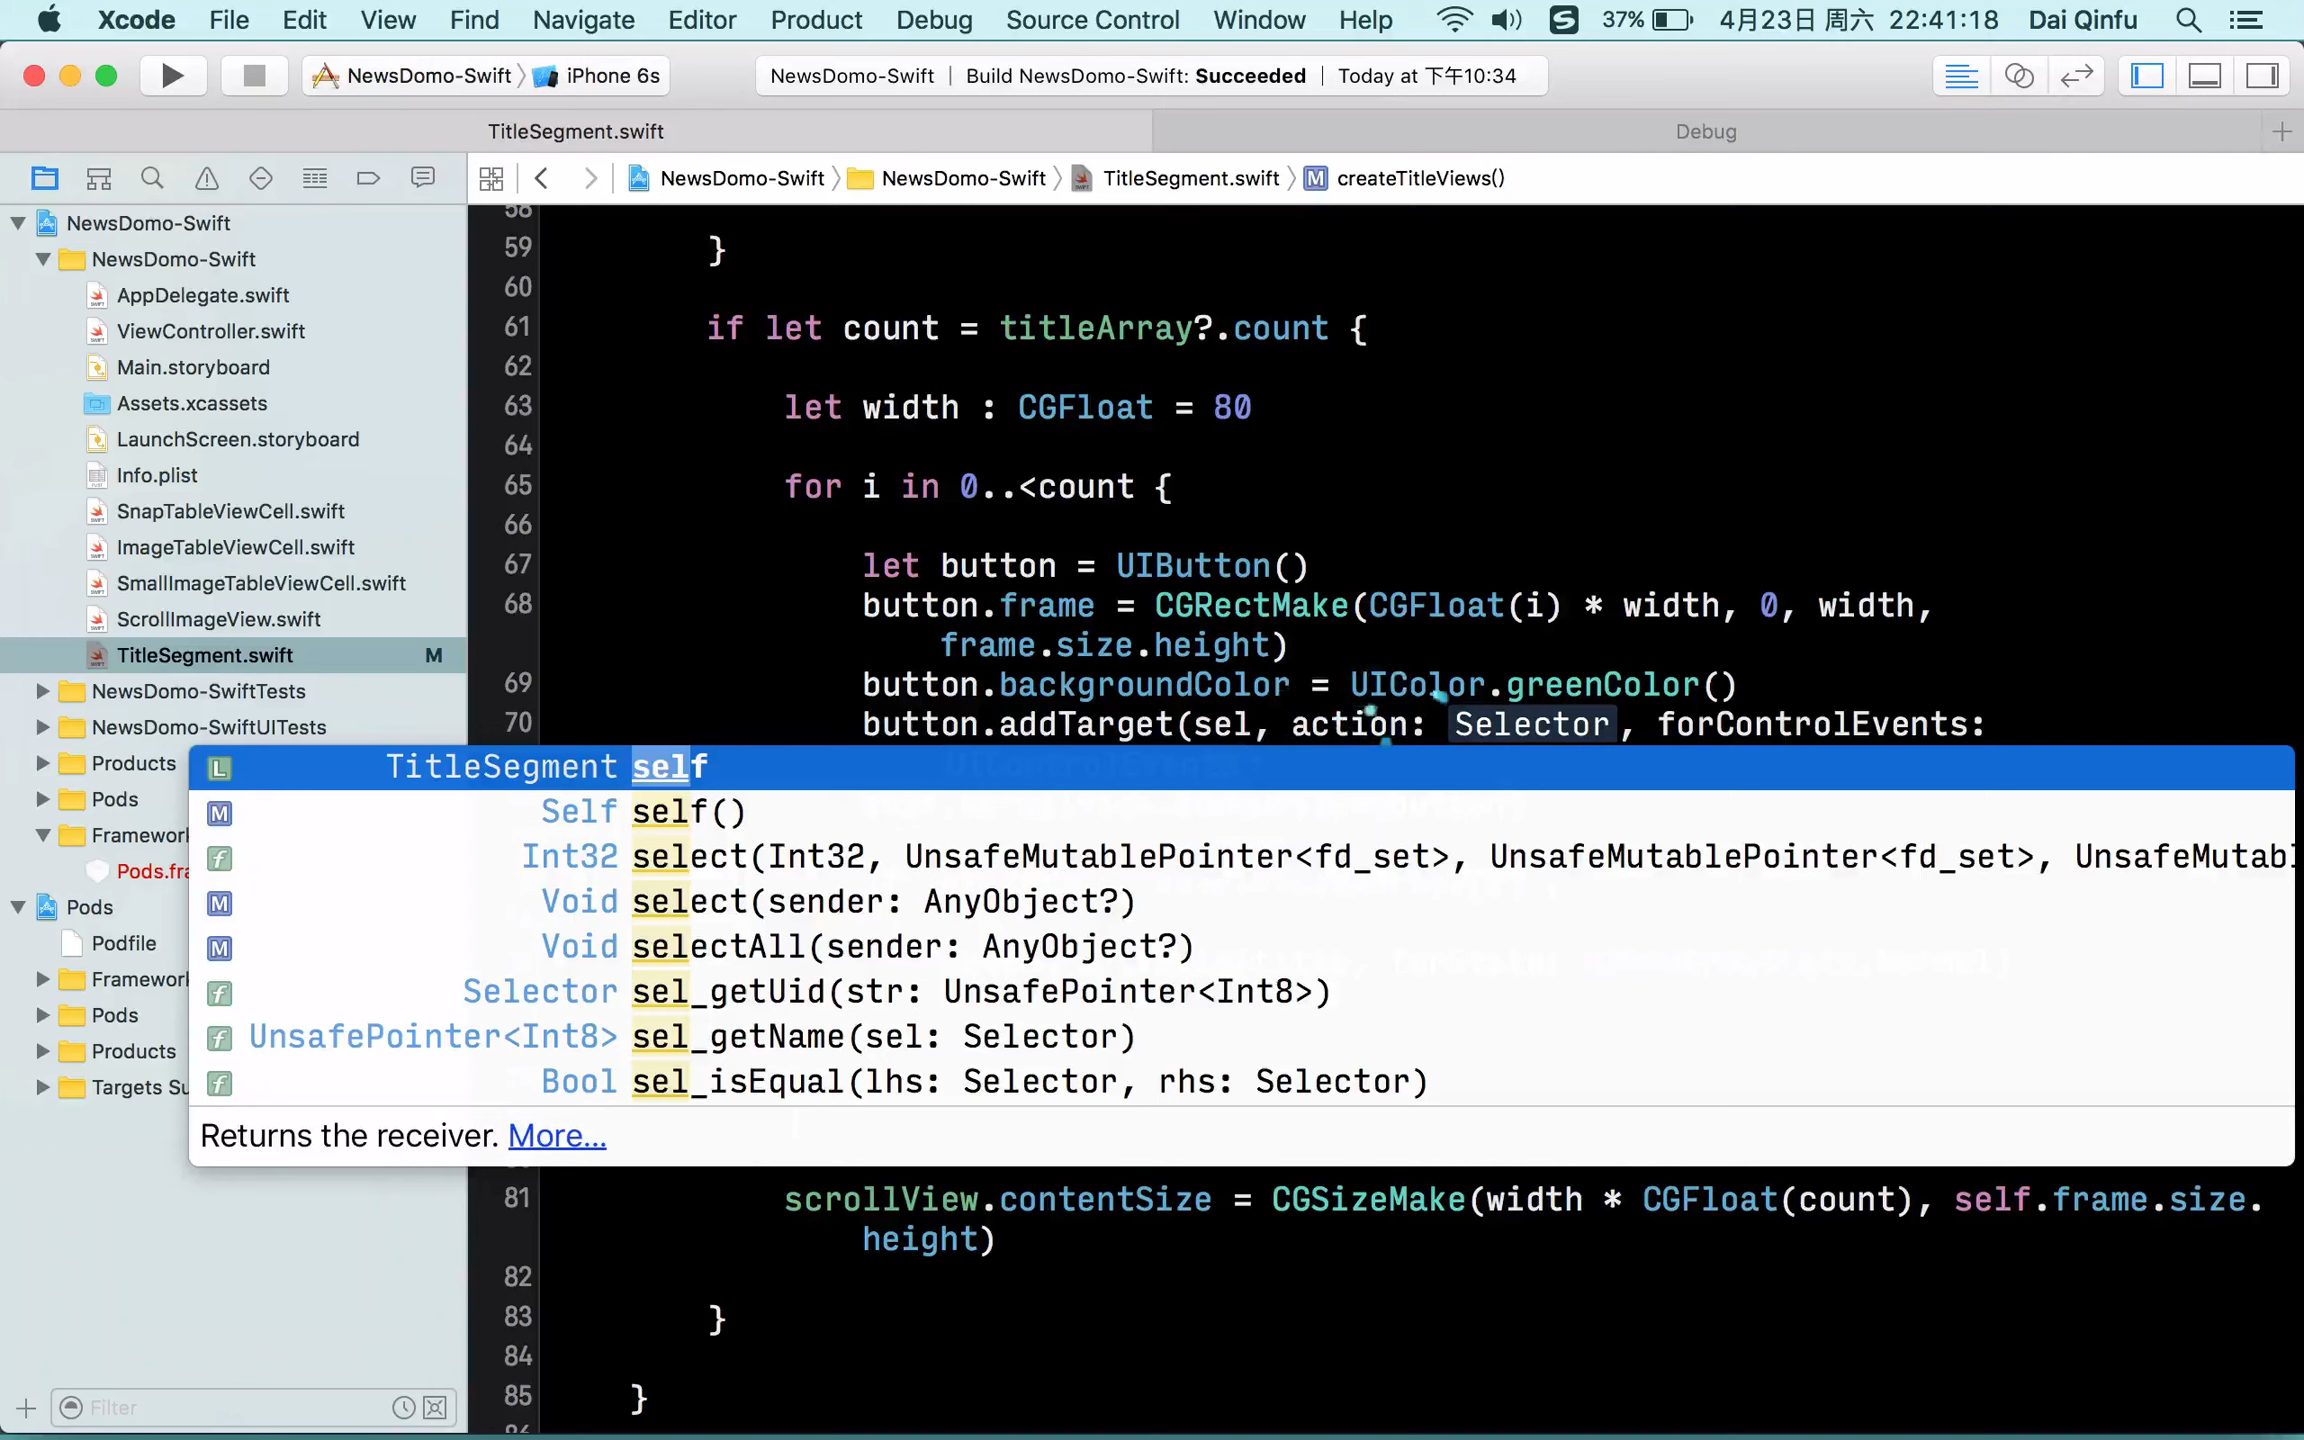 Xcode File Edit View Find Navigate Editor Product Debug Source Control Window Help 37% 4月23日 周六 22:41:18 Dai Qinfu
NewsDomo-Swift iPhone 6s NewsDomo-Swift Build NewsDomo-Swift: Succeeded Today at 下午10:34
TitleSegment.swift Debug
NewsDomo-Swift NewsDomo-Swift TitleSegment.swift M createTitleViews()
NewsDomo-Swift
NewsDomo-Swift
AppDelegate.swift
ViewController.swift
Main.storyboard
Assets.xcassets
LaunchScreen.storyboard
Info.plist
SnapTableViewCell.swift
ImageTableViewCell.swift
SmallImageTableViewCell.swift
ScrollImageView.swift
TitleSegment.swift M
NewsDomo-SwiftTests
NewsDomo-SwiftUITests
Products
Pods
Framework
Pods.fra
Pods
Podfile
Framework
Pods
Products
Targets Su
Filter
58
59 }
60
61 if let count = titleArray?.count {
62
63 let width : CGFloat = 80
64
65 for i in 0..<count {
66
67 let button = UIButton()
68 button.frame = CGRectMake(CGFloat(i) * width, 0, width,
frame.size.height)
69 button.backgroundColor = UIColor.greenColor()
70 button.addTarget(sel, action: Selector, forControlEvents:
L TitleSegment self
M Self self()
f Int32 select(Int32, UnsafeMutablePointer<fd_set>, UnsafeMutablePointer<fd_set>, UnsafeMutabl
M Void select(sender: AnyObject?)
M Void selectAll(sender: AnyObject?)
f Selector sel_getUid(str: UnsafePointer<Int8>)
f UnsafePointer<Int8> sel_getName(sel: Selector)
f Bool sel_isEqual(lhs: Selector, rhs: Selector)
Returns the receiver. More...
81 scrollView.contentSize = CGSizeMake(width * CGFloat(count), self.frame.size.
height)
82
83 }
84
85 }